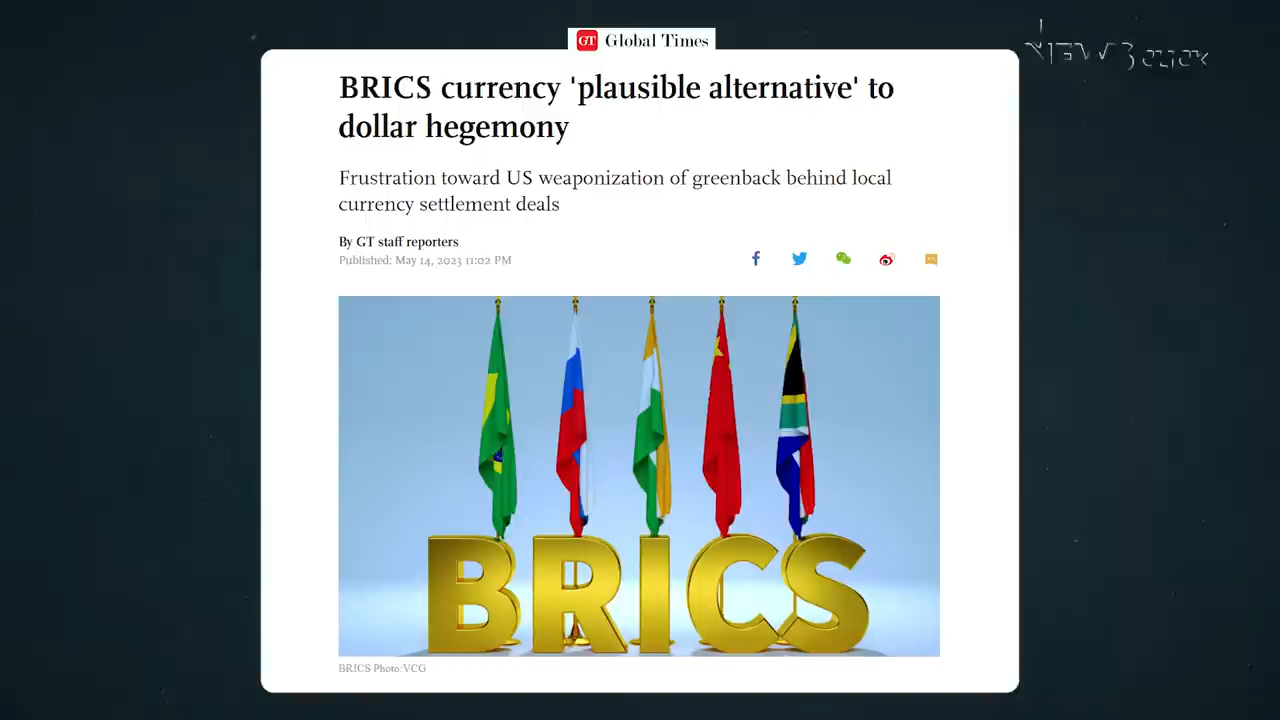 GT Global Times
BRICS currency 'plausible alternative' to
dollar hegemony
Frustration toward US weaponization of greenback behind local
currency settlement deals
By GT staff reporters
Published: May 14, 2023 11:02 PM
BRICS
BRICS Photo:VCG